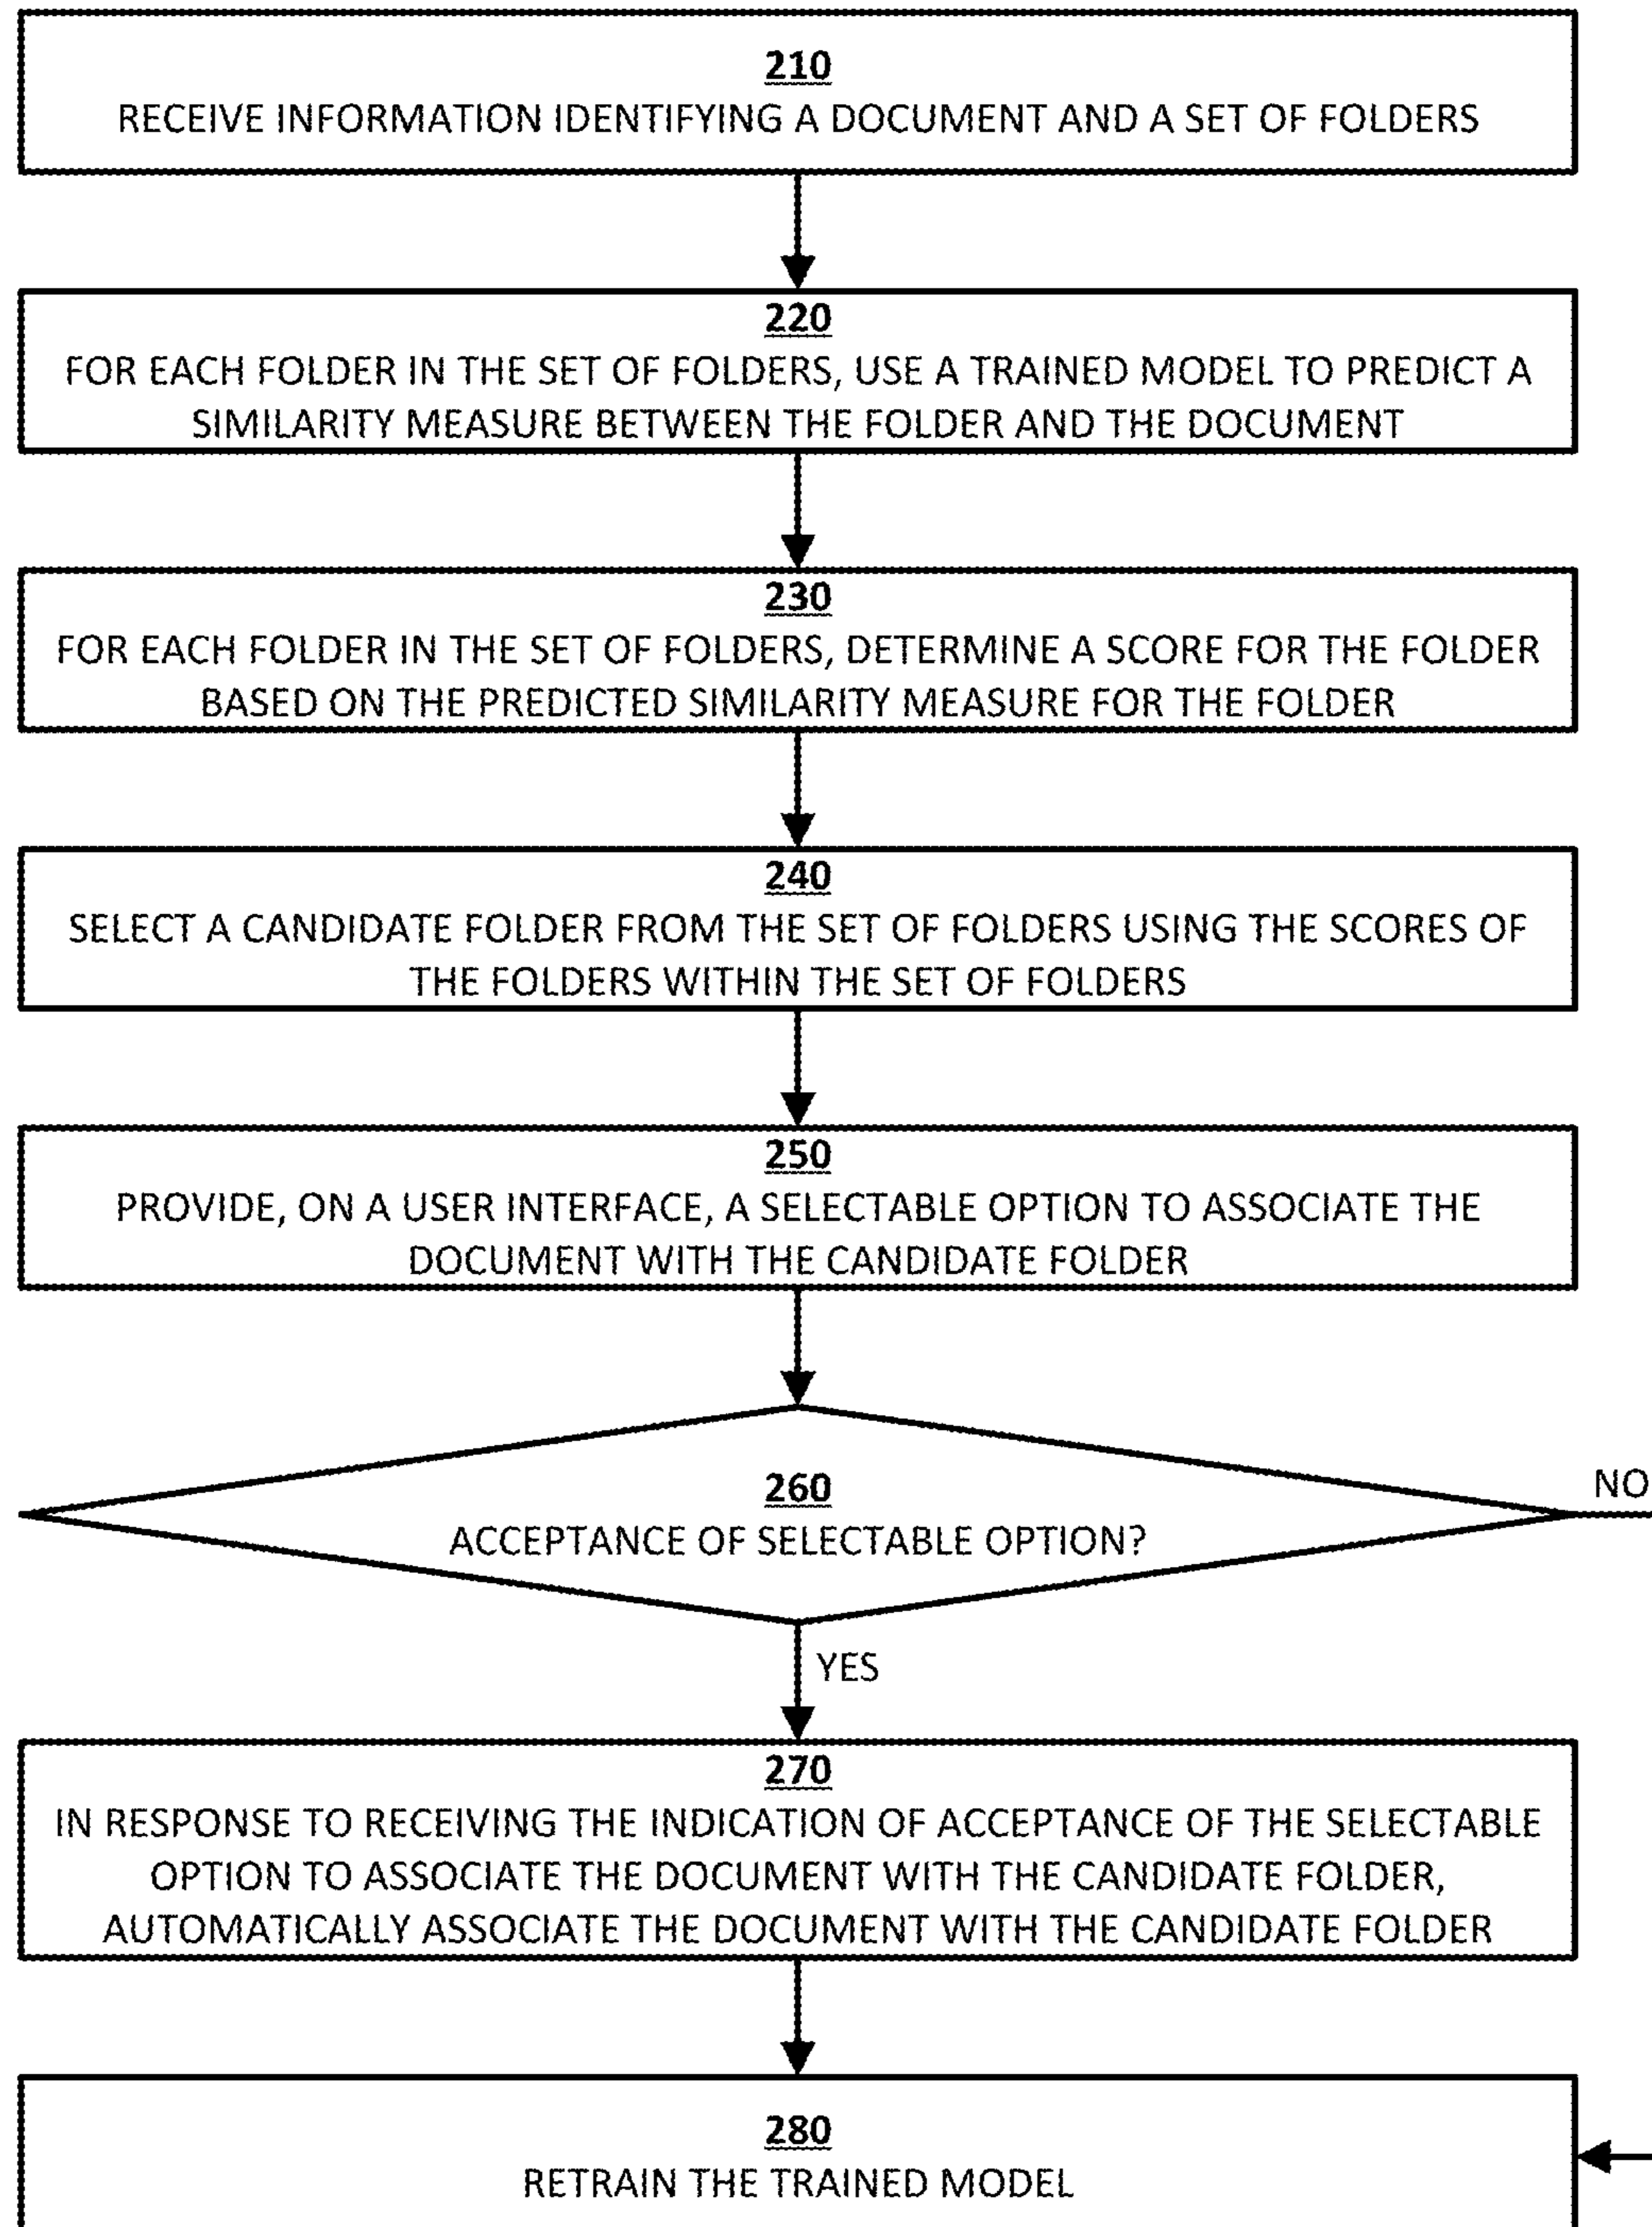 210
RECEIVE INFORMATION IDENTIFYING A DOCUMENT AND A SET OF FOLDERS
220
FOR EACH FOLDER IN THE SET OF FOLDERS, USE A TRAINED MODEL TO PREDICT A
SIMILARITY MEASURE BETWEEN THE FOLDER AND THE DOCUMENT
230
FOR EACH FOLDER IN THE SET OF FOLDERS, DETERMINE A SCORE FOR THE FOLDER
BASED ON THE PREDICTED SIMILARITY MEASURE FOR THE FOLDER
240
SELECT A CANDIDATE FOLDER FROM THE SET OF FOLDERS USING THE SCORES OF
THE FOLDERS WITHIN THE SET OF FOLDERS
250
PROVIDE, ON A USER INTERFACE, A SELECTABLE OPTION TO ASSOCIATE THE
DOCUMENT WITH THE CANDIDATE FOLDER
260
ACCEPTANCE OF SELECTABLE OPTION?
NO
YES
270
IN RESPONSE TO RECEIVING THE INDICATION OF ACCEPTANCE OF THE SELECTABLE
OPTION TO ASSOCIATE THE DOCUMENT WITH THE CANDIDATE FOLDER,
AUTOMATICALLY ASSOCIATE THE DOCUMENT WITH THE CANDIDATE FOLDER
280
RETRAIN THE TRAINED MODEL